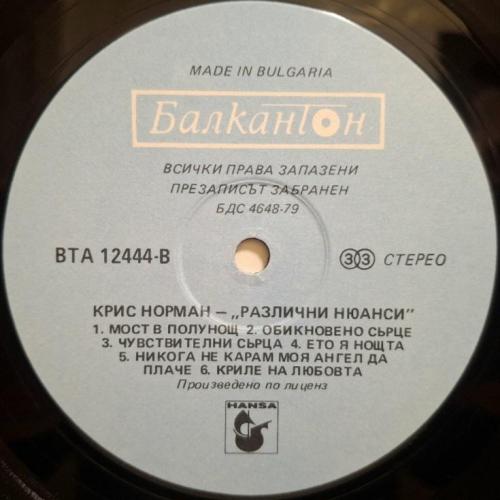 MADE IN BULGARIA
Балкантон
ВСИЧКИ ПРАВА ЗАПАЗЕНИ
ПРЕЗАПИСЪТ ЗАБРАНЕН
БДС 4648-79
ВТА 12444-В
33 СТЕРЕО
КРИС НОРМАН – „РАЗЛИЧНИ НЮАНСИ"
1. МОСТ В ПОЛУНОЩ 2. ОБИКНОВЕНО СЪРЦЕ
3. ЧУВСТВИТЕЛНИ СЪРЦА 4. ЕТО Я НОЩТА
5. НИКОГА НЕ КАРАМ МОЯ АНГЕЛ ДА
ПЛАЧЕ 6. КРИЛЕ НА ЛЮБОВТА
Произведено по лиценз
HANSA